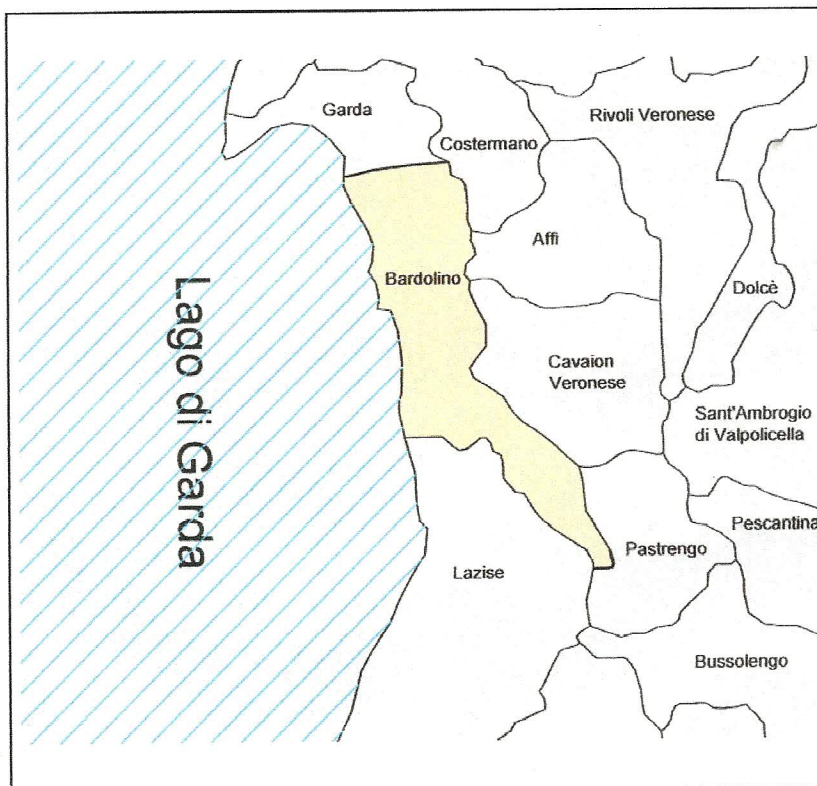 Garda
Rivoli Veronese
Costermano
Affi
Bardolino
Dolcè
Lago di Garda
Cavaion
Veronese
Sant'Ambrogio
di Valpolicella
Pescantina
Pastrengo
Lazise
Bussolengo